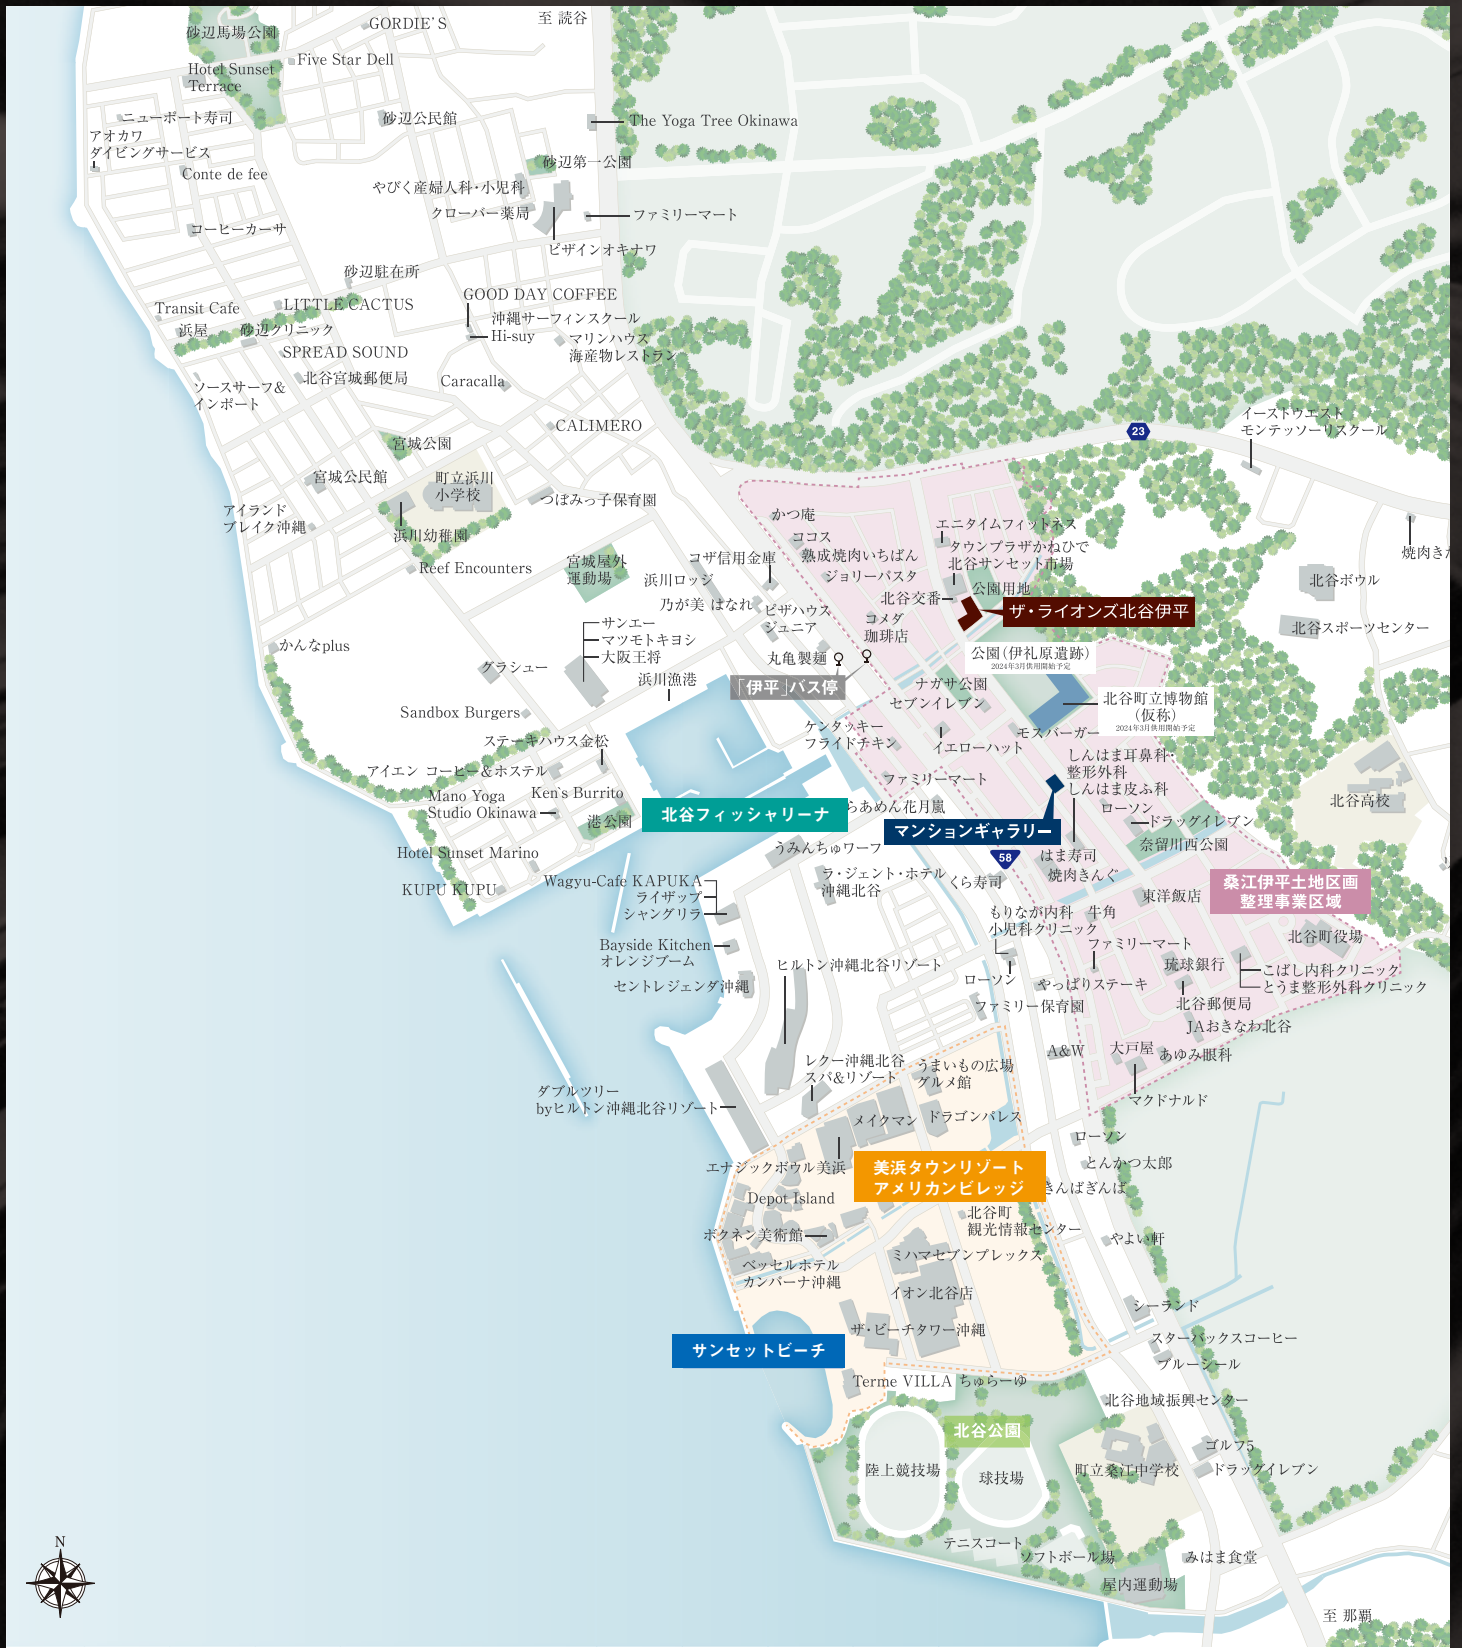 砂辺馬場公園
GORDIE'S
至 読谷
Five Star Dell
Hotel Sunset
Terrace
ニューポート寿司
砂辺公民館
The Yoga Tree Okinawa
アオカワ
ダイビングサービス
Conte de fee
砂辺第一公園
やびく産婦人科・小児科
クローバー薬局
ファミリーマート
コーヒーカーサ
ビザインオキナワ
砂辺駐在所
Transit Cafe
LITTLE CACTUS
GOOD DAY COFFEE
沖縄サーフィンスクール
Hi-suy
浜屋
砂辺クリニック
マリンハウス
海産物レストラン
SPREAD SOUND
北谷宮城郵便局
Caracalla
ソースサーフ&
インポート
CALIMERO
宮城公園
23
イーストウエスト
モンテッソーリスクール
宮城公民館
町立浜川
小学校
つぼみっ子保育園
アイランド
ブレイク沖縄
浜川幼稚園
Reef Encounters
宮城屋外
運動場
かつ庵
ココス
熟成焼肉いちばん
コザ信用金庫
ジョリーパスタ
エニタイムフィットネス
タウンプラザかねひで
北谷サンセット市場
浜川ロッジ
乃が美 はなれ
ビザハウス
ジュニア
北谷交番
公園用地
ザ・ライオンズ北谷伊平
北谷ボウル
北谷スポーツセンター
コメダ
珈琲店
サンエー
マツモトキヨシ
大阪王将
かんなplus
グラシュー
浜川漁港
丸亀製麺
「伊平」バス停
公園(伊礼原遺跡)
2024年3月供用開始予定
ナガサ公園
セブンイレブン
北谷町立博物館
(仮称)
2024年3月供用開始予定
Sandbox Burgers
ステーキハウス金松
ケンタッキー
フライドチキン
イエローハット
モスバーガー
しんはま耳鼻科・
整形外科
しんはま皮ふ科
アイエン コーヒー&ホステル
Mano Yoga
Studio Okinawa
Ken's Burrito
港公園
ファミリーマート
らあめん花月嵐
北谷フィッシャリーナ
マンションギャラリー
ローソン
ドラッグイレブン
奈留川西公園
北谷高校
Hotel Sunset Marino
KUPU KUPU
うみんちゅワーフ
58
はま寿司
焼肉きんぐ
Wagyu-Cafe KAPUKA
ライザップ
シャングリラ
ラ・ジェント・ホテル
沖縄北谷
くら寿司
東洋飯店
桑江伊平土地区画
整理事業区域
もりなが内科
小児科クリニック
牛角
ファミリーマート
北谷町役場
Bayside Kitchen
オレンジブーム
セントレジェンダ沖縄
ヒルトン沖縄北谷リゾート
ローソン
やっぱりステーキ
ファミリー保育園
琉球銀行
こばし内科クリニック
とうま整形外科クリニック
北谷郵便局
JAおきなわ北谷
A&W
大戸屋
あゆみ眼科
マクドナルド
レクー沖縄北谷
スパ&リゾート
うまいもの広場
グルメ館
ダブルツリー
byヒルトン沖縄北谷リゾート
メイクマン
ドラゴンパレス
ローソン
とんかつ太郎
エナジックボウル美浜
美浜タウンリゾート
アメリカンビレッジ
きんぱぎんぱ
Depot Island
北谷町
観光情報センター
ボクネン美術館
やよい軒
ベッセルホテル
カンパーナ沖縄
ミハマセブンプレックス
イオン北谷店
シーランド
ザ・ビーチタワー沖縄
サンセットビーチ
スターバックスコーヒー
ブルーシール
Terme VILLA ちゅらーゆ
北谷地域振興センター
北谷公園
ゴルフ5
ドラッグイレブン
陸上競技場
球技場
町立桑江中学校
テニスコート
ソフトボール場
みはま食堂
屋内運動場
至 那覇
N